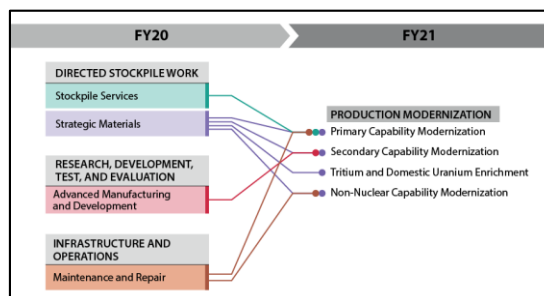 FY20
FY21
DIRECTED STOCKPILE WORK
Stockpile Services
Strategic Materials
RESEARCH, DEVELOPMENT,
TEST, AND EVALUATION
Advanced Manufacturing
and Development
INFRASTRUCTURE AND
OPERATIONS
Maintenance and Repair
PRODUCTION MODERNIZATION
Primary Capability Modernization
Secondary Capability Modernization
Tritium and Domestic Uranium Enrichment
Non-Nuclear Capability Modernization